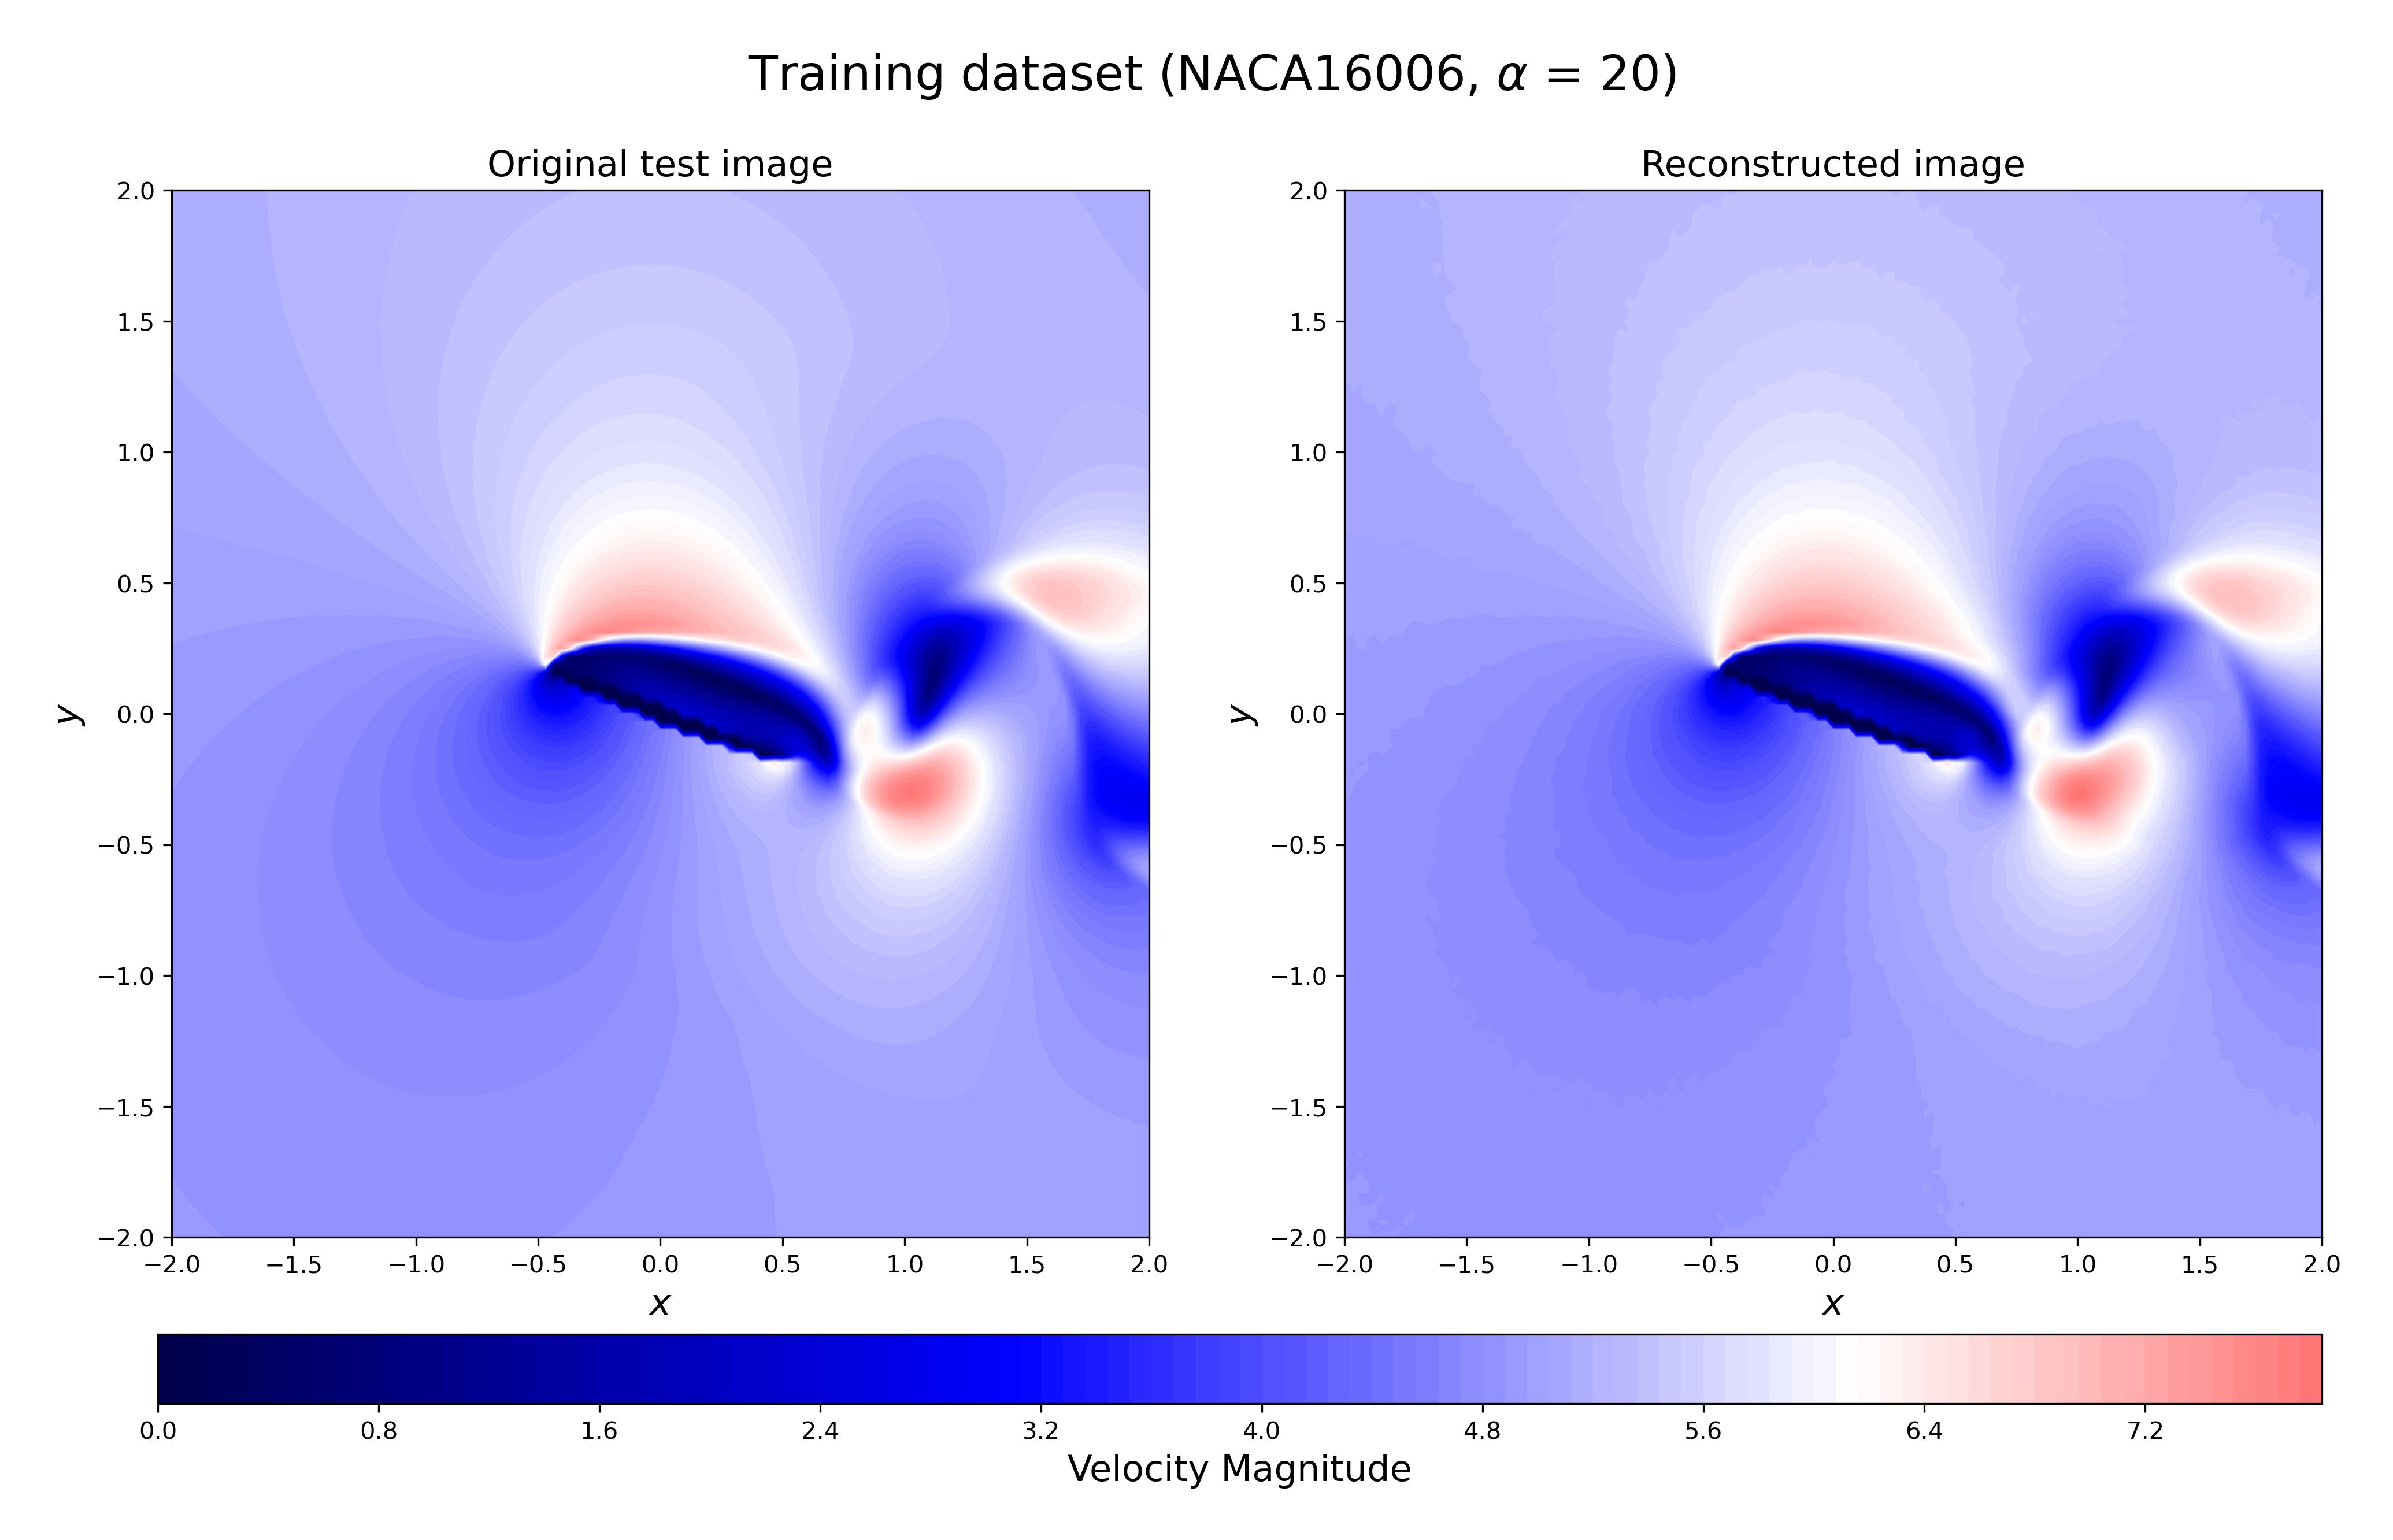 Training dataset (NACA16006, α = 20)
Original test image
2.0
1.5
1.0
0.5
0.0
−0.5
−1.0
−1.5
−2.0
y
−2.0 −1.5 −1.0 −0.5 0.0 0.5 1.0 1.5 2.0
x
Reconstructed image
2.0
1.5
1.0
0.5
0.0
−0.5
−1.0
−1.5
−2.0
y
−2.0 −1.5 −1.0 −0.5 0.0 0.5 1.0 1.5 2.0
x
0.0 0.8 1.6 2.4 3.2 4.0 4.8 5.6 6.4 7.2
Velocity Magnitude